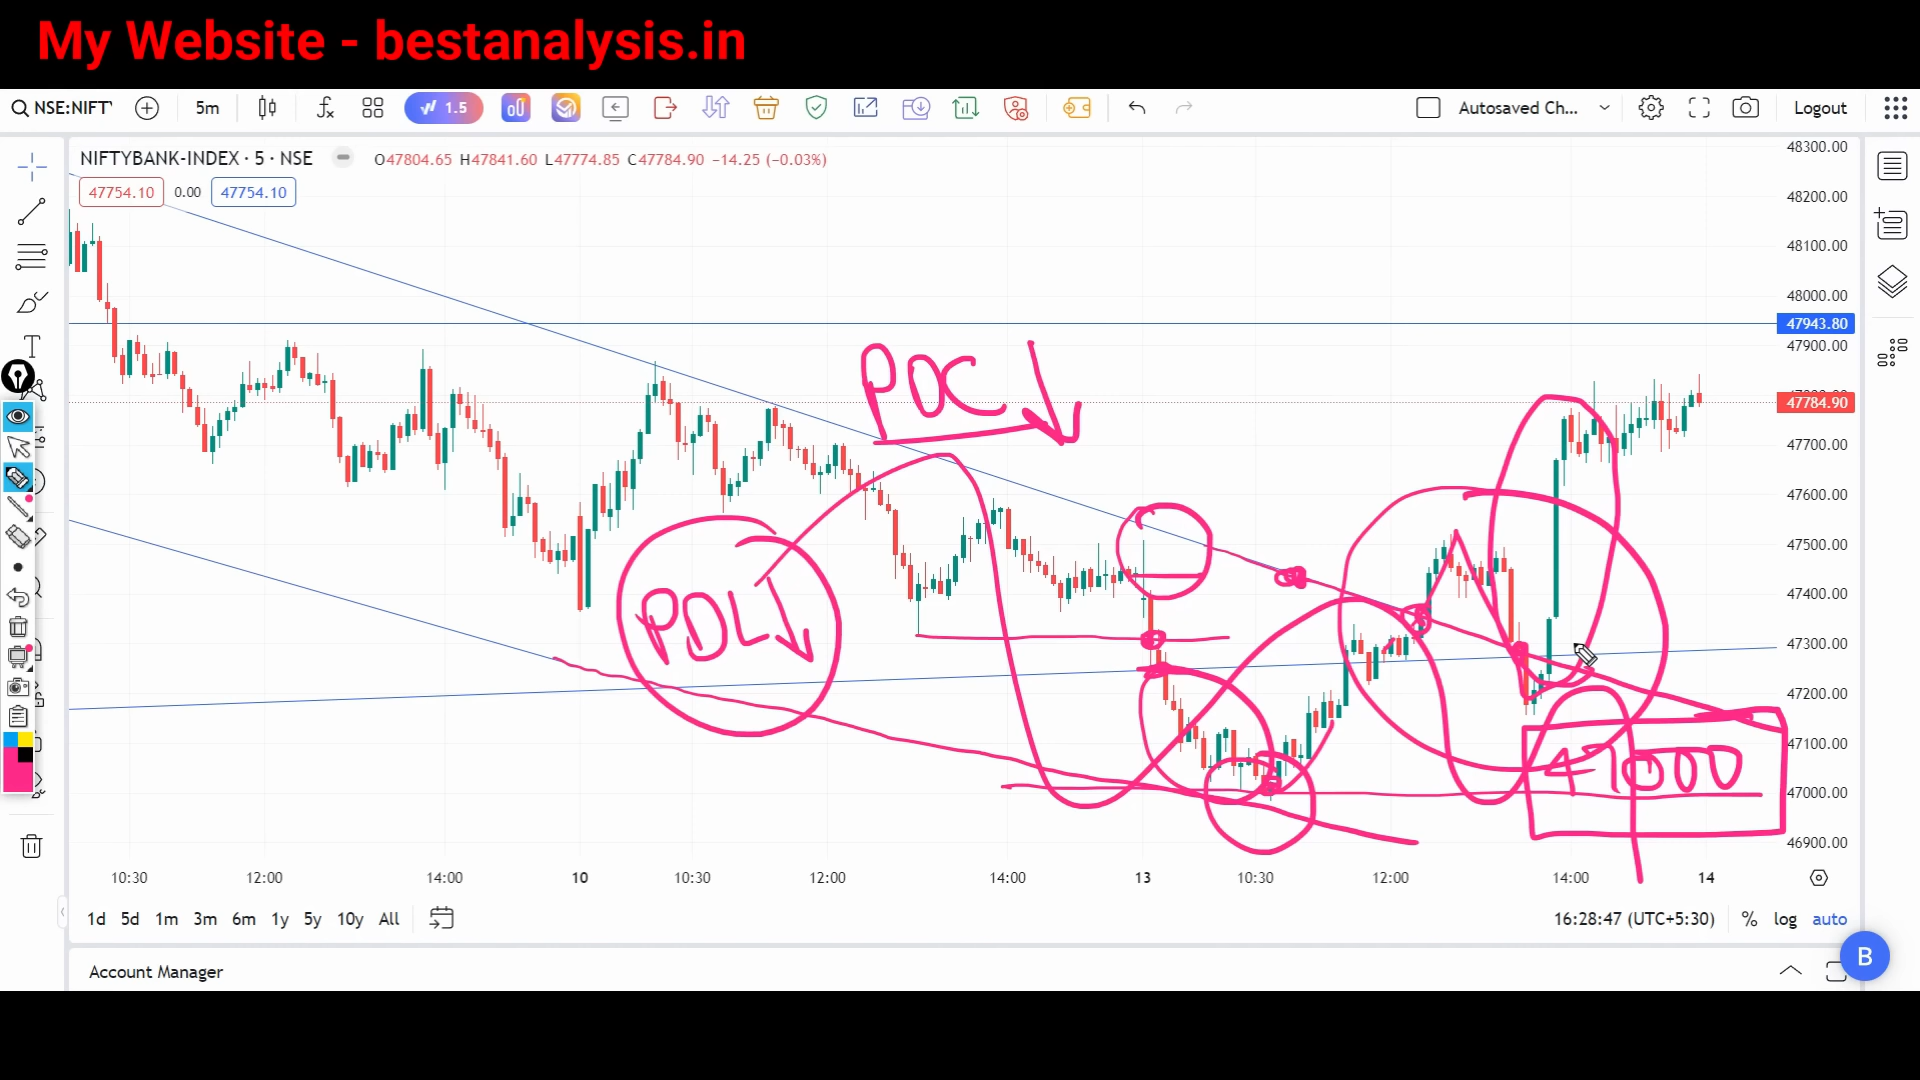 My Website - bestanalysis.in
NSE:NIFT
5m
1.5
Autosaved Ch...
Logout
NIFTYBANK-INDEX · 5 · NSE
O47804.65 H47841.60 L47774.85 C47784.90 −14.25 (−0.03%)
47754.10 0.00 47754.10
48300.00
48200.00
48100.00
48000.00
47943.80
47900.00
47784.90
47700.00
47600.00
47500.00
47400.00
47300.00
47200.00
47100.00
47000.00
46900.00
PDC
PDL
47000
10:30 12:00 14:00 10 10:30 12:00 14:00 13 10:30 12:00 14:00 14
1d 5d 1m 3m 6m 1y 5y 10y All
16:28:47 (UTC+5:30) % log auto
B
Account Manager